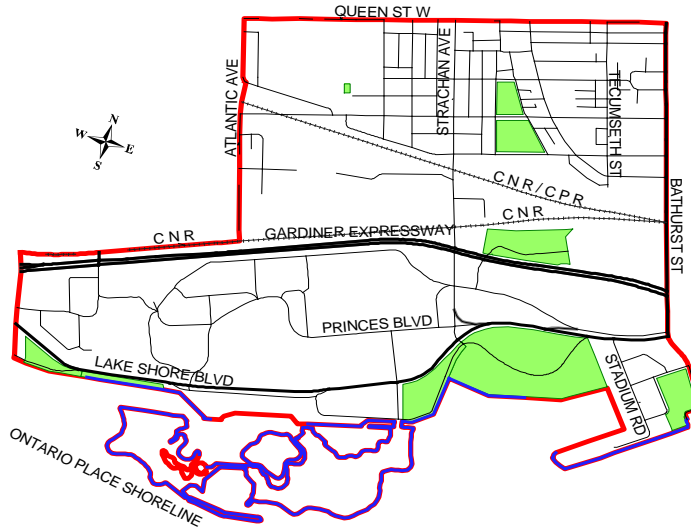 QUEEN ST W
ATLANTIC AVE
STRACHAN AVE
TECUMSETH ST
N
W
E
S
CNR/CPR
BATHURST ST
CNR
CNR
GARDINER EXPRESSWAY
PRINCES BLVD
LAKE SHORE BLVD
STADIUM RD
ONTARIO PLACE SHORELINE